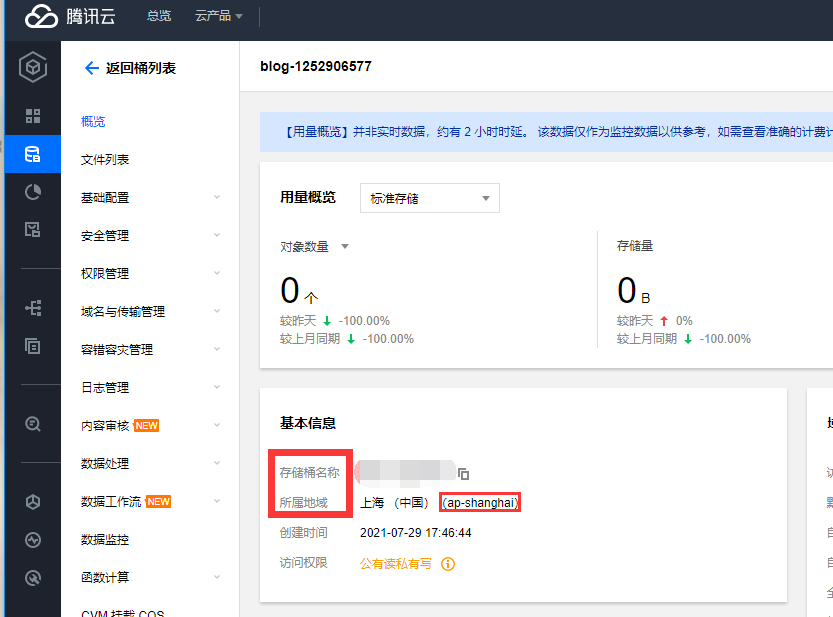 腾讯云 总览 云产品
返回桶列表
blog-1252906577
概览
文件列表
基础配置
安全管理
权限管理
域名与传输管理
容错容灾管理
日志管理
内容审核 NEW
数据处理
数据工作流 NEW
数据监控
函数计算
CVM 挂载 COS
【用量概览】并非实时数据，约有 2 小时时延。 该数据仅作为监控数据以供参考，如需查看准确的计费计
用量概览 标准存储
对象数量
0 个
较昨天 ↓ -100.00%
较上月同期 ↓ -100.00%
存储量
0 B
较昨天 ↑ 0%
较上月同期 ↓ -100.00%
基本信息
存储桶名称
所属地域 上海 （中国） (ap-shanghai)
创建时间 2021-07-29 17:46:44
访问权限 公有读私有写